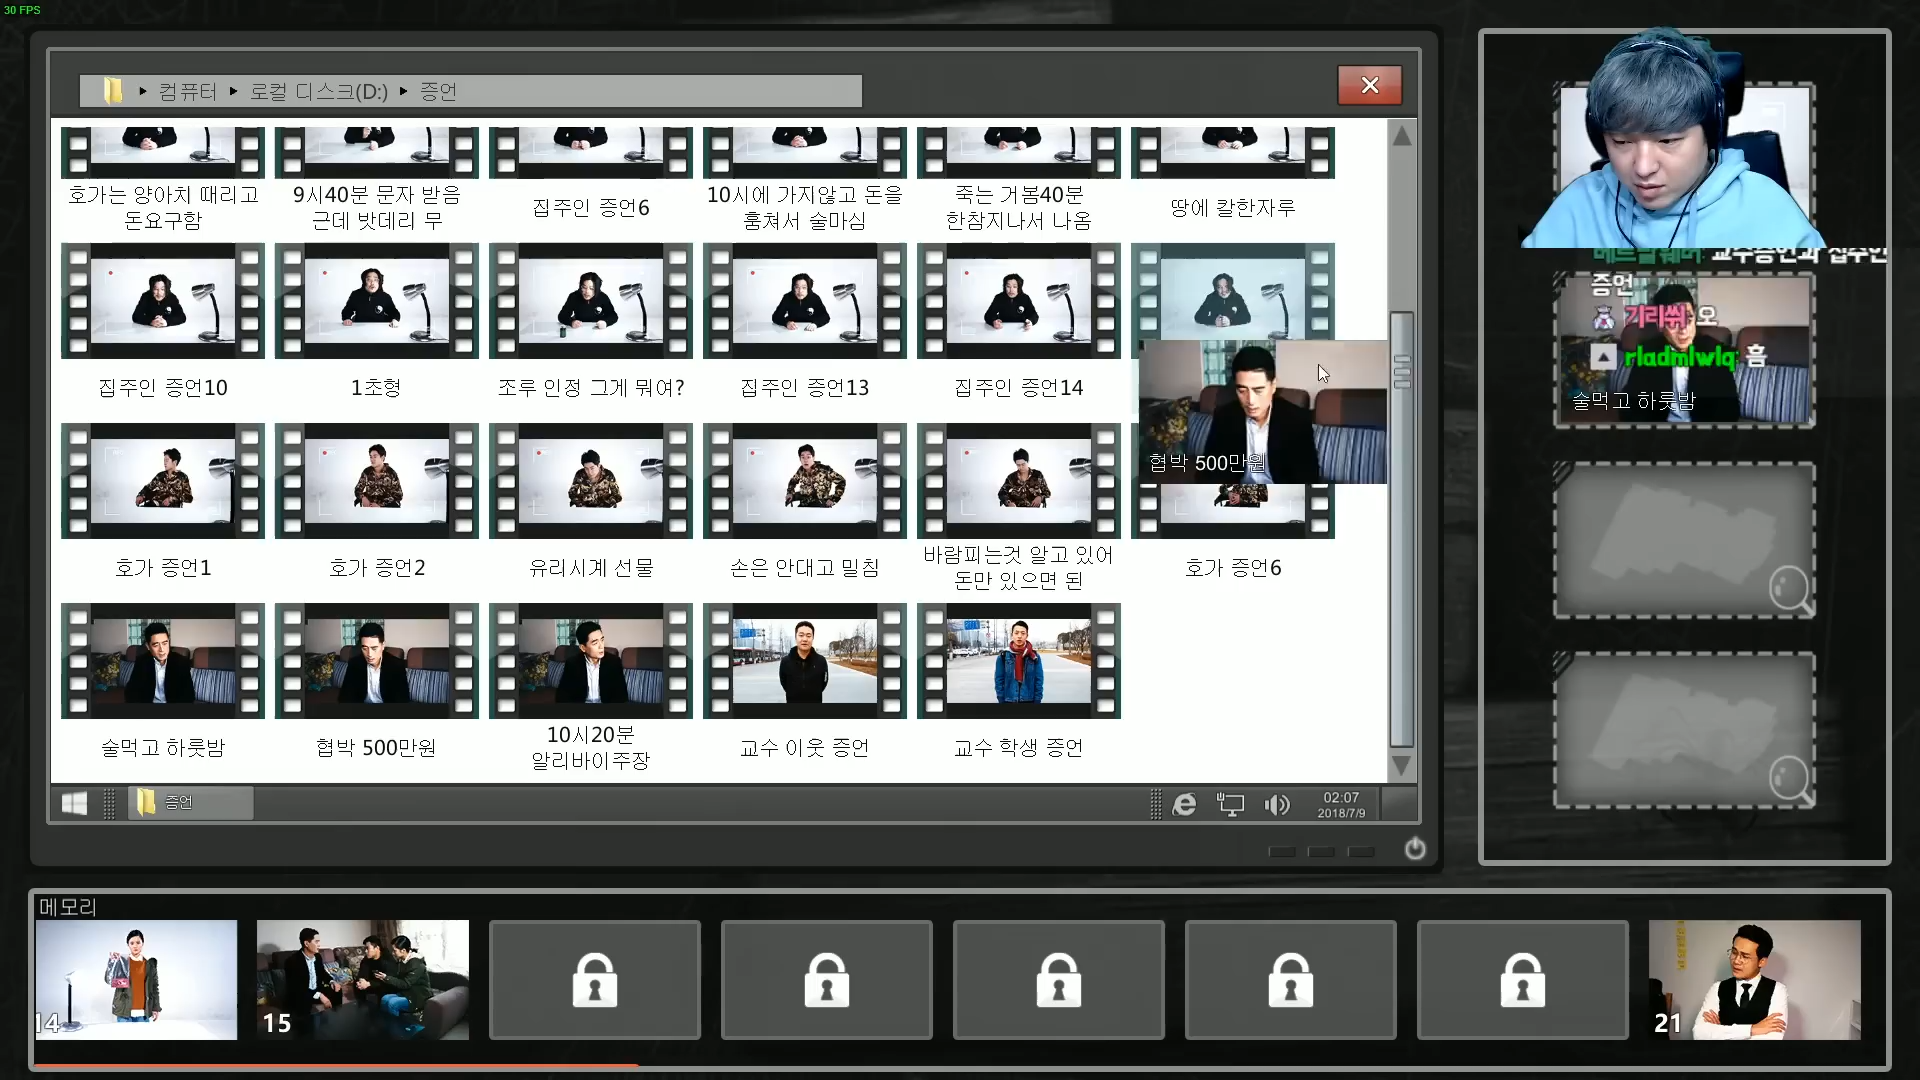 30 FPS
컴퓨터 로컬 디스크(D:) 증언
호가는 양아치 때리고
돈요구함
9시40분 문자 받음
근데 밧데리 무
집주인 증언6
10시에 가지않고 돈을
훔쳐서 술마심
죽는 거봄40분
한참지나서 나옴
땅에 칼한자루
집주인 증언10
1초형
조루 인정 그게 뭐여?
집주인 증언13
집주인 증언14
협박 500만원
호가 증언1
호가 증언2
유리시계 선물
손은 안대고 밀침
바람피는것 알고 있어
돈만 있으면 된
호가 증언6
술먹고 하룻밤
협박 500만원
10시20분
알리바이주장
교수 이웃 증언
교수 학생 증언
증언
02:07
2018/7/9
교수증언과 집주인
증언
기리쒸: 오
rladmlwlq: 흠
술먹고 하룻밤
메모리
14
15
21